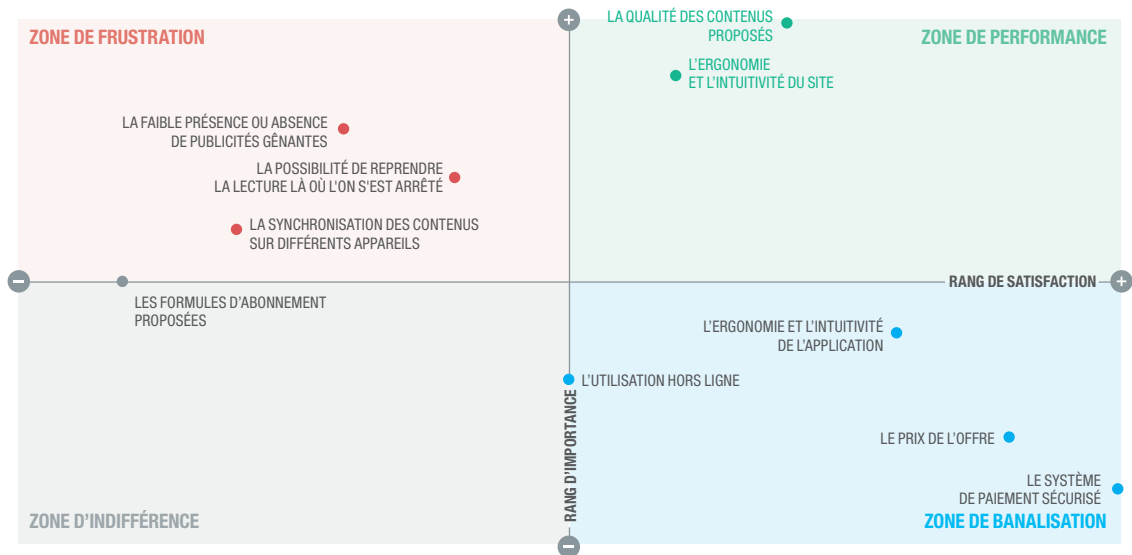 ZONE DE FRUSTRATION
LA QUALITÉ DES CONTENUS
PROPOSÉS
ZONE DE PERFORMANCE
L'ERGONOMIE
ET L'INTUITIVITÉ DU SITE
LA FAIBLE PRÉSENCE OU ABSENCE
DE PUBLICITÉS GÊNANTES
LA POSSIBILITÉ DE REPRENDRE
LA LECTURE LÀ OÙ L'ON S'EST ARRÊTÉ
LA SYNCHRONISATION DES CONTENUS
SUR DIFFÉRENTS APPAREILS
RANG DE SATISFACTION
LES FORMULES D'ABONNEMENT
PROPOSÉES
L'ERGONOMIE ET L'INTUITIVITÉ
DE L'APPLICATION
L'UTILISATION HORS LIGNE
RANG D'IMPORTANCE
LE PRIX DE L'OFFRE
LE SYSTÈME
DE PAIEMENT SÉCURISÉ
ZONE D'INDIFFÉRENCE
ZONE DE BANALISATION